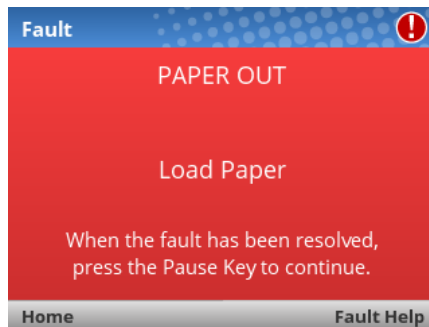 Fault
PAPER OUT
Load Paper
When the fault has been resolved,
press the Pause Key to continue.
Home Fault Help